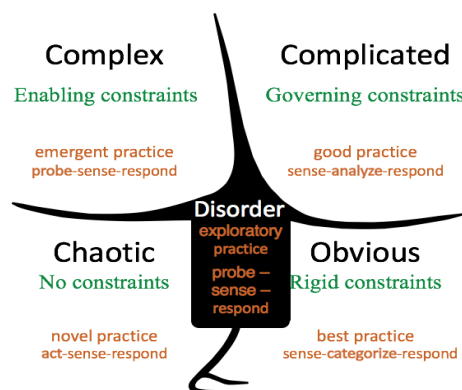 Complex
Enabling constraints
emergent practice
probe-sense-respond
Complicated
Governing constraints
good practice
sense-analyze-respond
Disorder
exploratory
practice
probe –
sense –
respond
Chaotic
No constraints
novel practice
act-sense-respond
Obvious
Rigid constraints
best practice
sense-categorize-respond